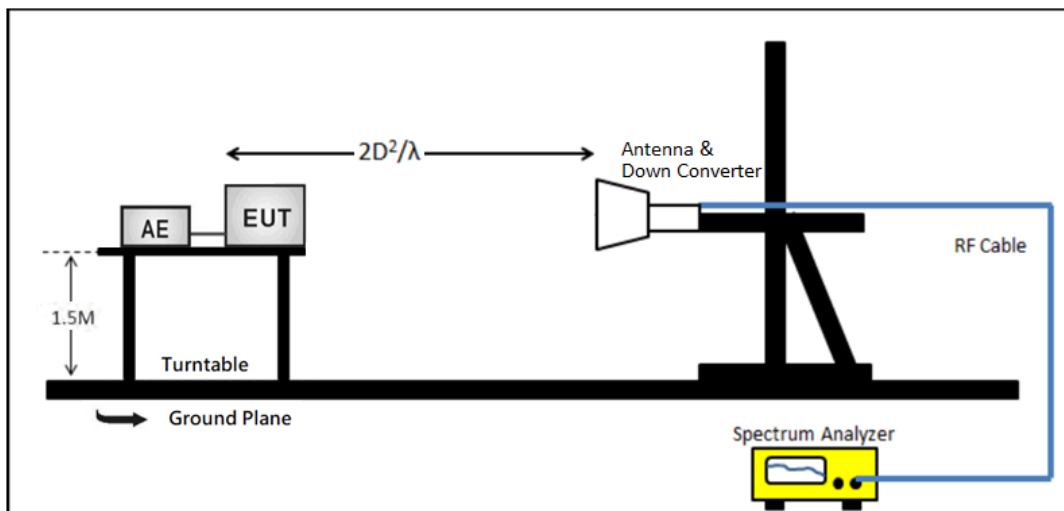 2D²/λ
Antenna &
Down Converter
AE
EUT
RF Cable
1.5M
Turntable
Ground Plane
Spectrum Analyzer